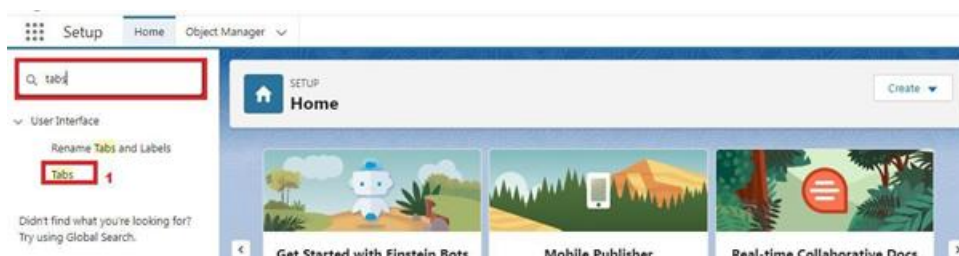 Setup Home Object Manager
tabs
SETUP
Home
Create
User Interface
Rename Tabs and Labels
Tabs 1
Didn't find what you're looking for?
Try using Global Search.
Get Started with Einstein Bots
Mobile Publisher
Real-time Collaborative Docs